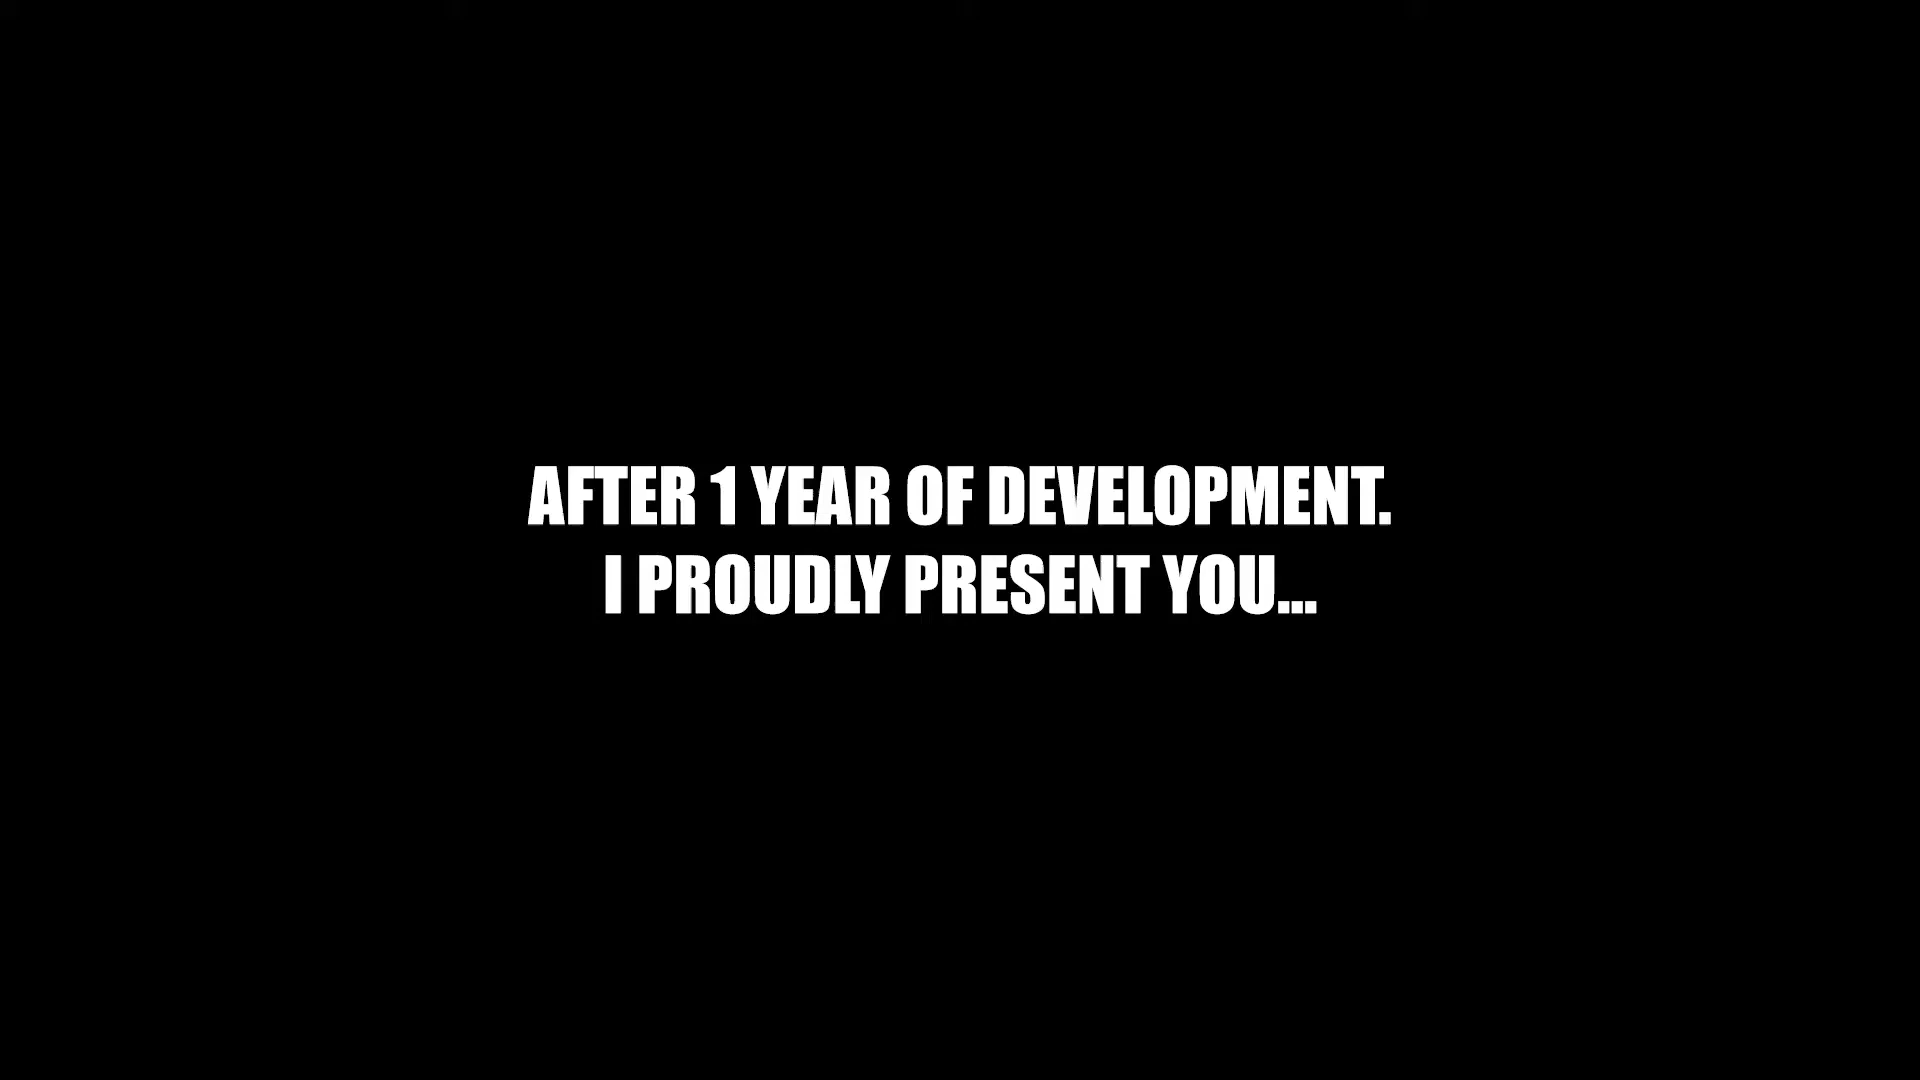 AFTER 1 YEAR OF DEVELOPMENT.
I PROUDLY PRESENT YOU...